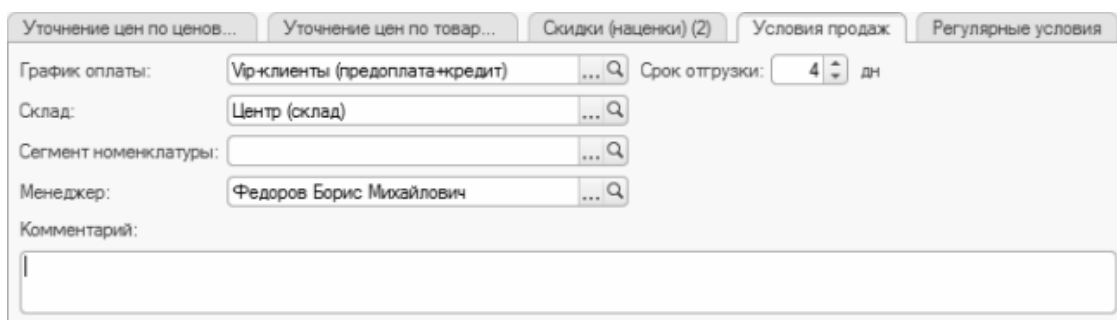 Уточнение цен по ценов... Уточнение цен по товар... Скидки (наценки) (2) Условия продаж Регулярные условия
График оплаты: Vip-клиенты (предоплата+кредит) ... Срок отгрузки: 4 дн
Склад: Центр (склад) ...
Сегмент номенклатуры: ...
Менеджер: Федоров Борис Михайлович ...
Комментарий: